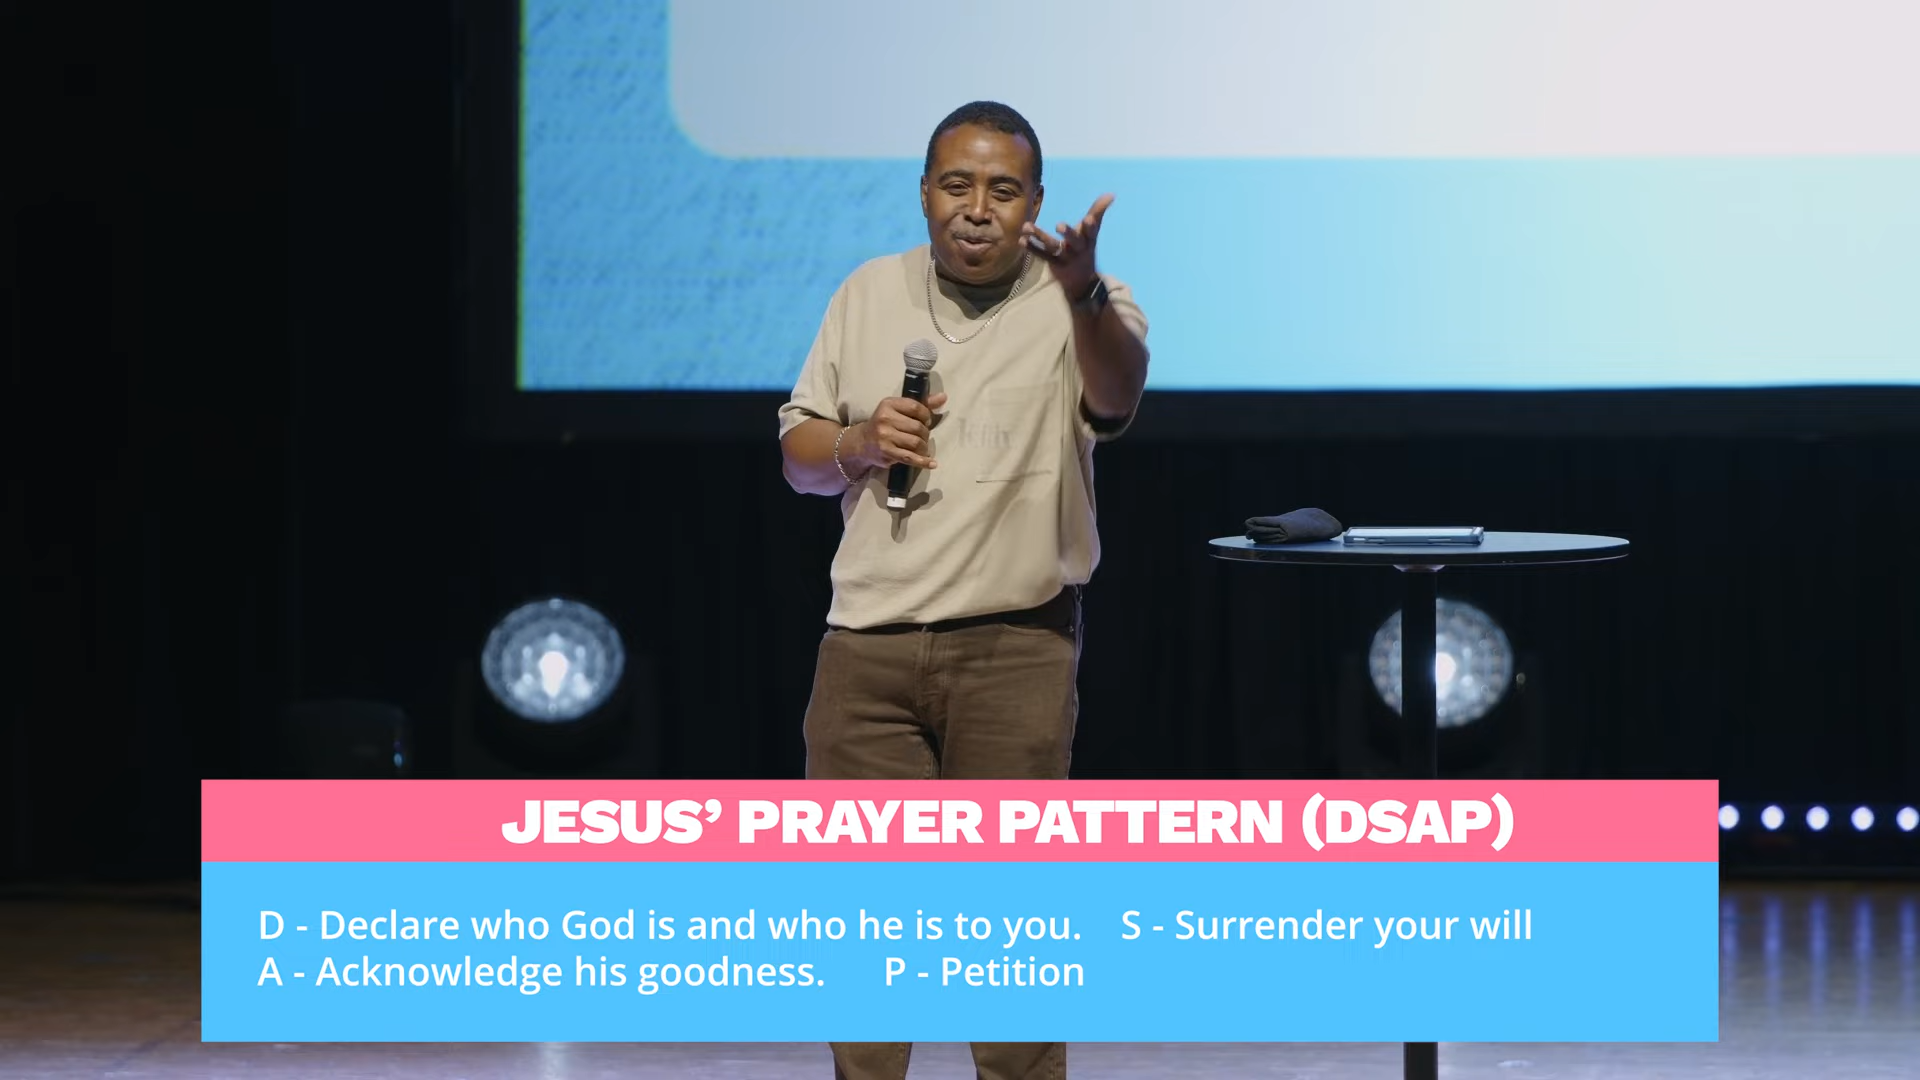 JESUS’ PRAYER PATTERN (DSAP)
D - Declare who God is and who he is to you. S - Surrender your will
A - Acknowledge his goodness. P - Petition